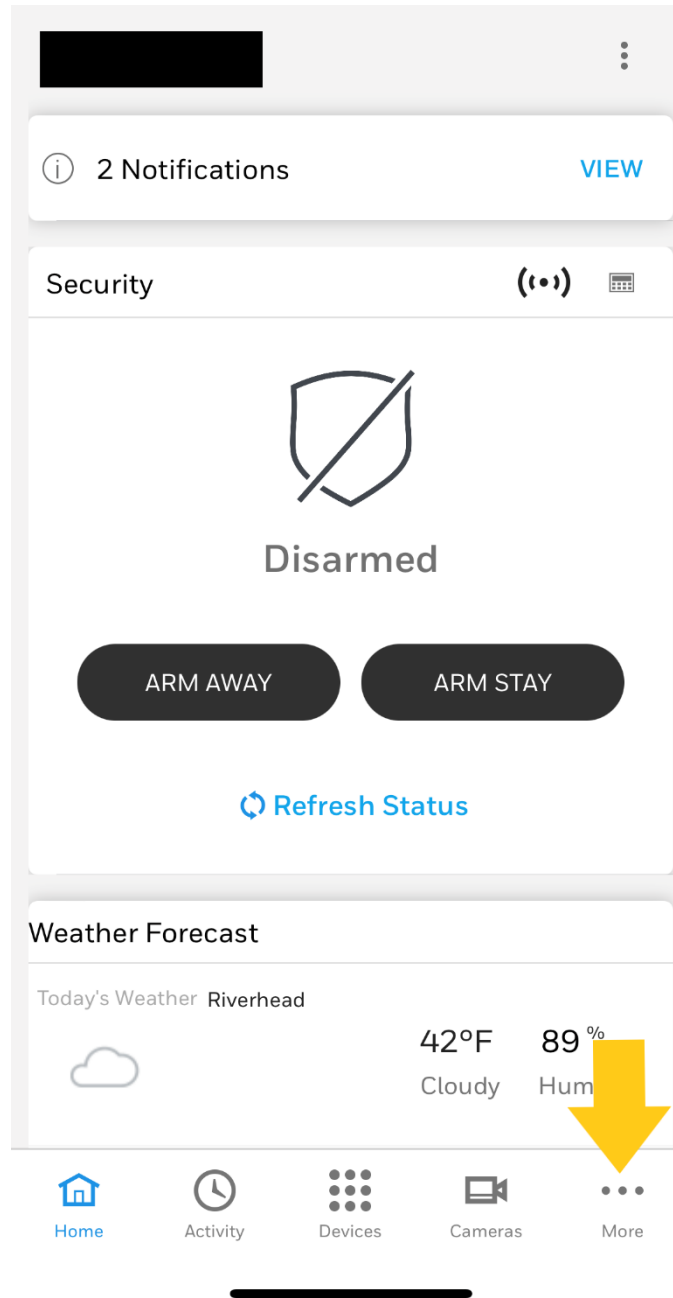 2 Notifications VIEW
Security
Disarmed
ARM AWAY ARM STAY
Refresh Status
Weather Forecast
Today's Weather Riverhead
42°F 89 %
Cloudy Hum
Home Activity Devices Cameras More